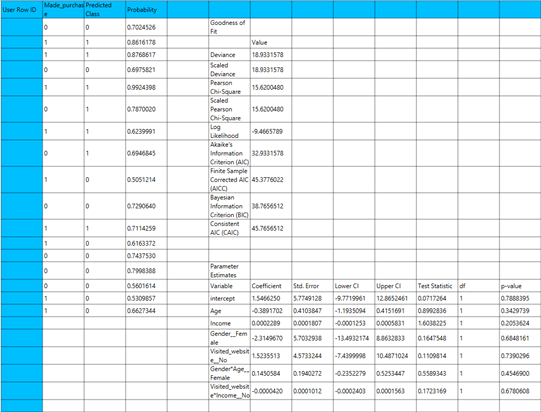 User Row ID Made_purchas Predicted Probability
e Class
0 0 0.7024526 Goodness of
Fit
1 1 0.8616178 Value
1 1 0.8768617 Deviance 18.9331578
0 0 0.6975821 Scaled
Deviance 18.9331578
1 1 0.9924398 Pearson
Chi-Square 15.6200480
0 1 0.7870020 Scaled
Pearson
Chi-Square 15.6200480
1 1 0.6239991 Log
Likelihood -9.4665789
0 1 0.6946845 Akaike's
Information
Criterion (AIC) 32.9331578
1 0 0.5051214 Finite Sample
Corrected AIC
(AICC) 45.3776022
0 0 0.7290640 Bayesian
Information
Criterion (BIC) 38.7656512
1 1 0.7114259 Consistent
AIC (CAIC) 45.7656512
1 0 0.6163372
0 0 0.7437530
0 0 0.7998388 Parameter
Estimates
0 0 0.5601614 Variable Coefficient Std. Error Lower CI Upper CI Test Statistic df p-value
1 0 0.5309857 intercept 1.5466250 5.7749128 -9.7719961 12.8652461 0.0717264 1 0.7888395
1 0 0.6627344 Age -0.3891702 0.4103847 -1.1935094 0.4151691 0.8992836 1 0.3429739
Income 0.0002289 0.0001807 -0.0001253 0.0005831 1.6038225 1 0.2053624
Gender__Fem
ale -2.3149670 5.7032938 -13.4932174 8.8632833 0.1647548 1 0.6848161
Visited_websit
e__No 1.5235513 4.5733244 -7.4399998 10.4871024 0.1109814 1 0.7390296
Gender*Age__
Female 0.1450584 0.1940272 -0.2352279 0.5253447 0.5589343 1 0.4546900
Visited_websit
e*Income__No -0.0000420 0.0001012 -0.0002403 0.0001563 0.1723169 1 0.6780608